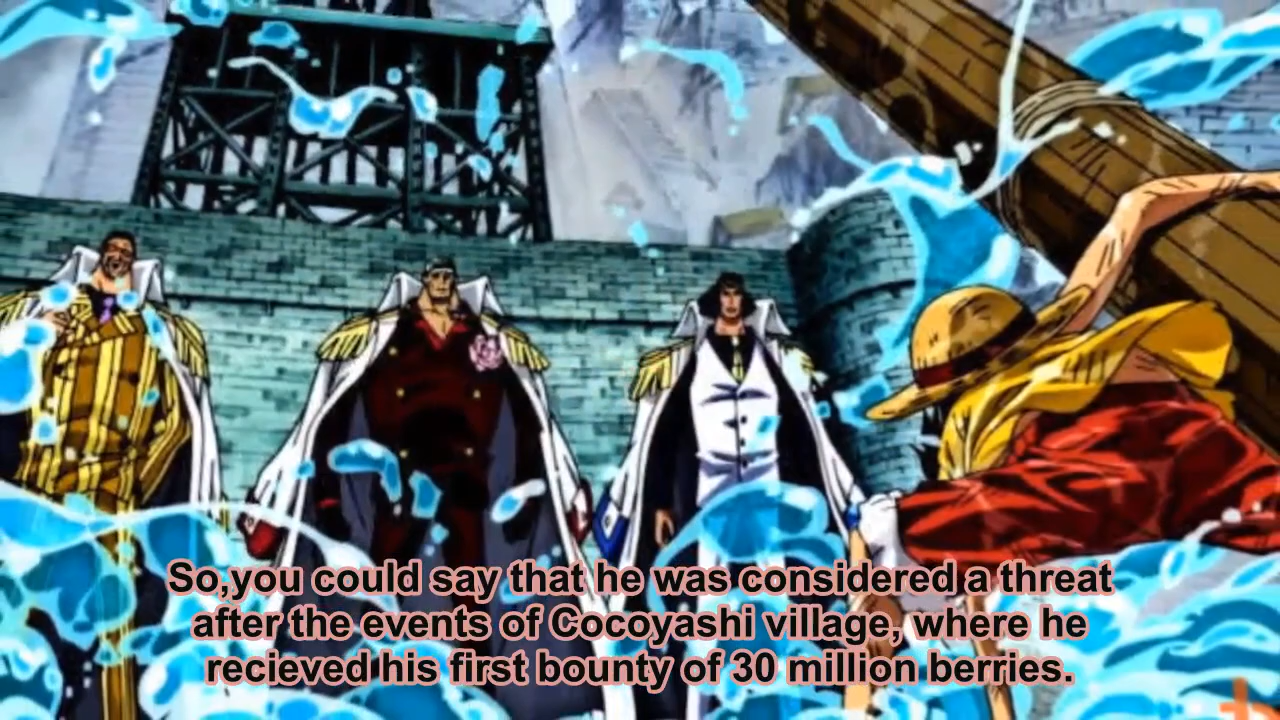 So,you could say that he was considered a threat
after the events of Cocoyashi village, where he
recieved his first bounty of 30 million berries.